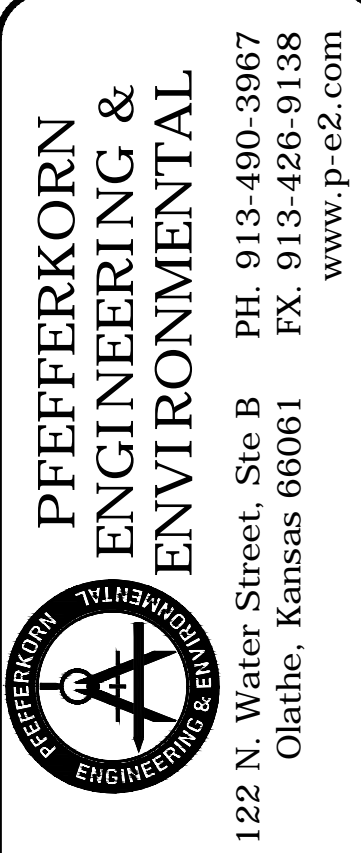 PFEFFERKORN
ENGINEERING &
ENVIRONMENTAL
PFEFFERKORN
ENGINEERING & ENVIRONMENTAL
122 N. Water Street, Ste B PH. 913-490-3967
Olathe, Kansas 66061 FX. 913-426-9138
www.p-e2.com